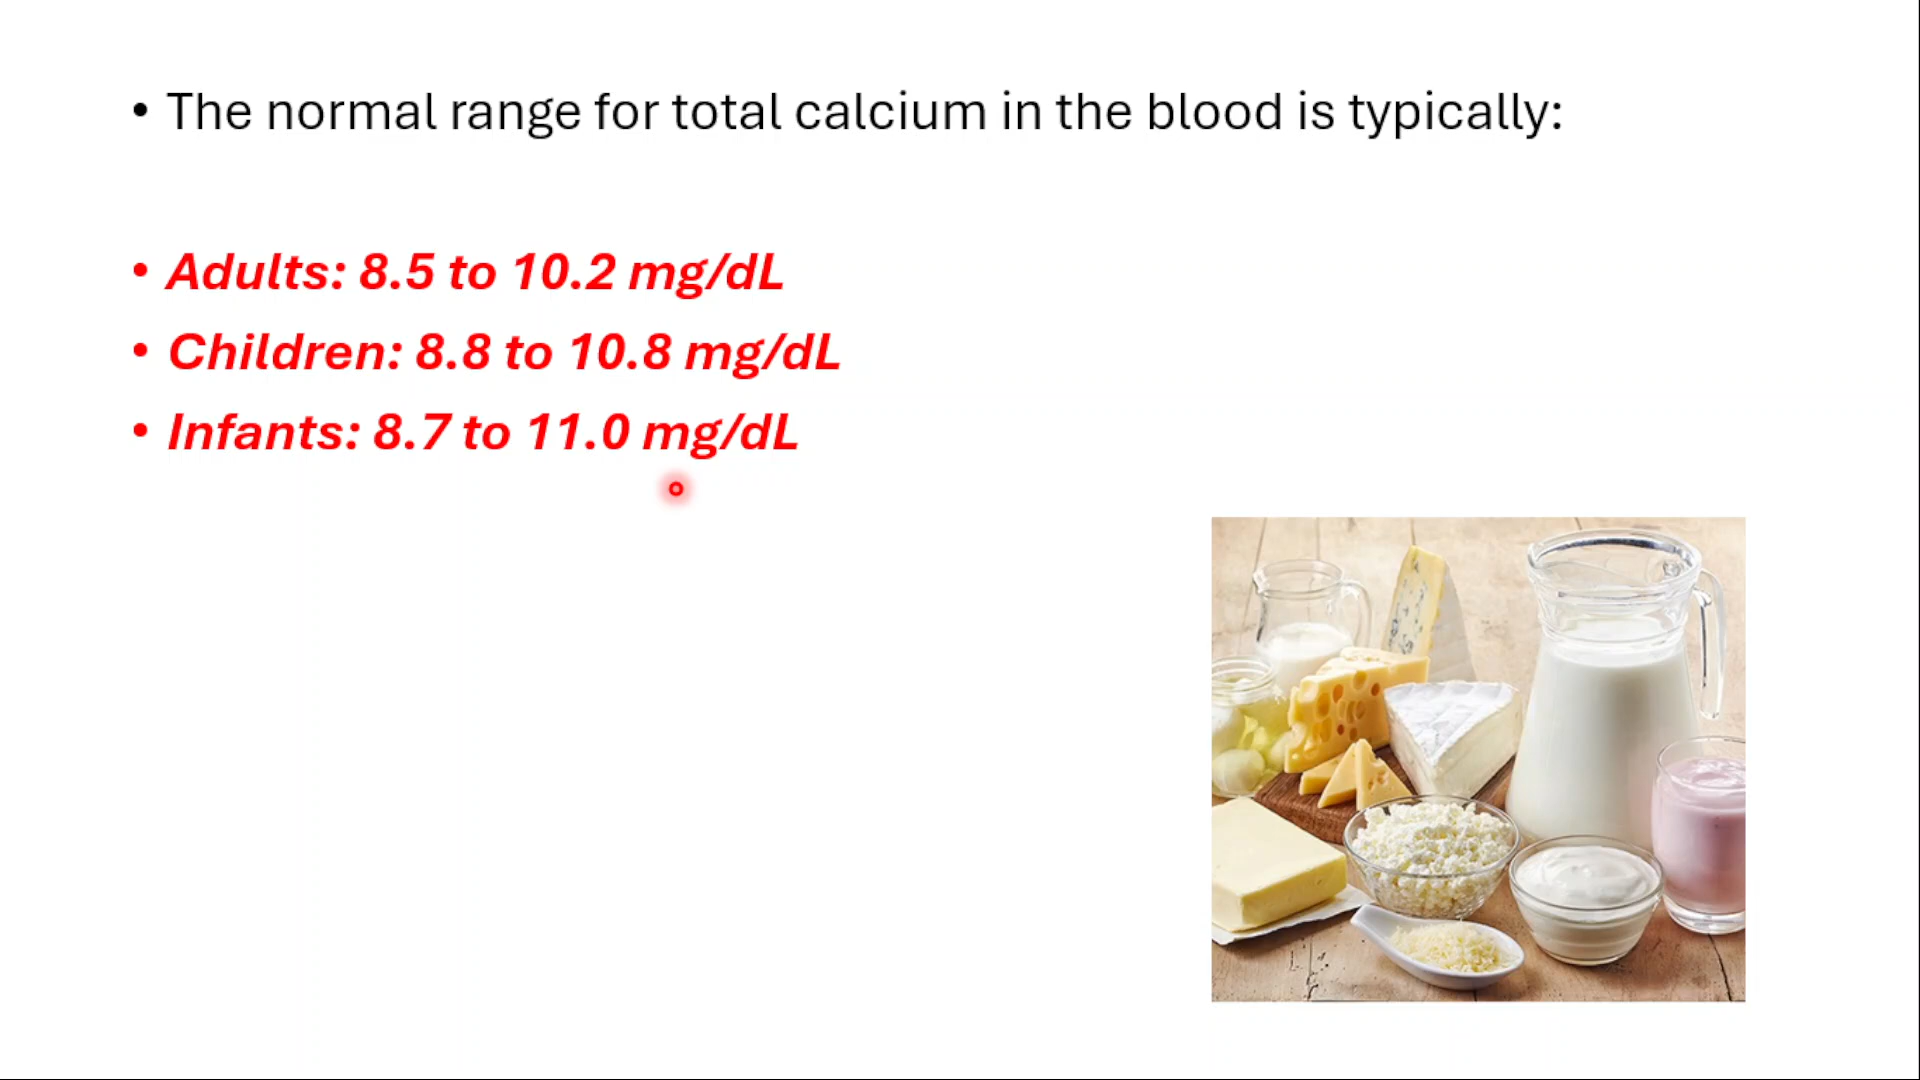 • The normal range for total calcium in the blood is typically:
• Adults: 8.5 to 10.2 mg/dL
• Children: 8.8 to 10.8 mg/dL
• Infants: 8.7 to 11.0 mg/dL